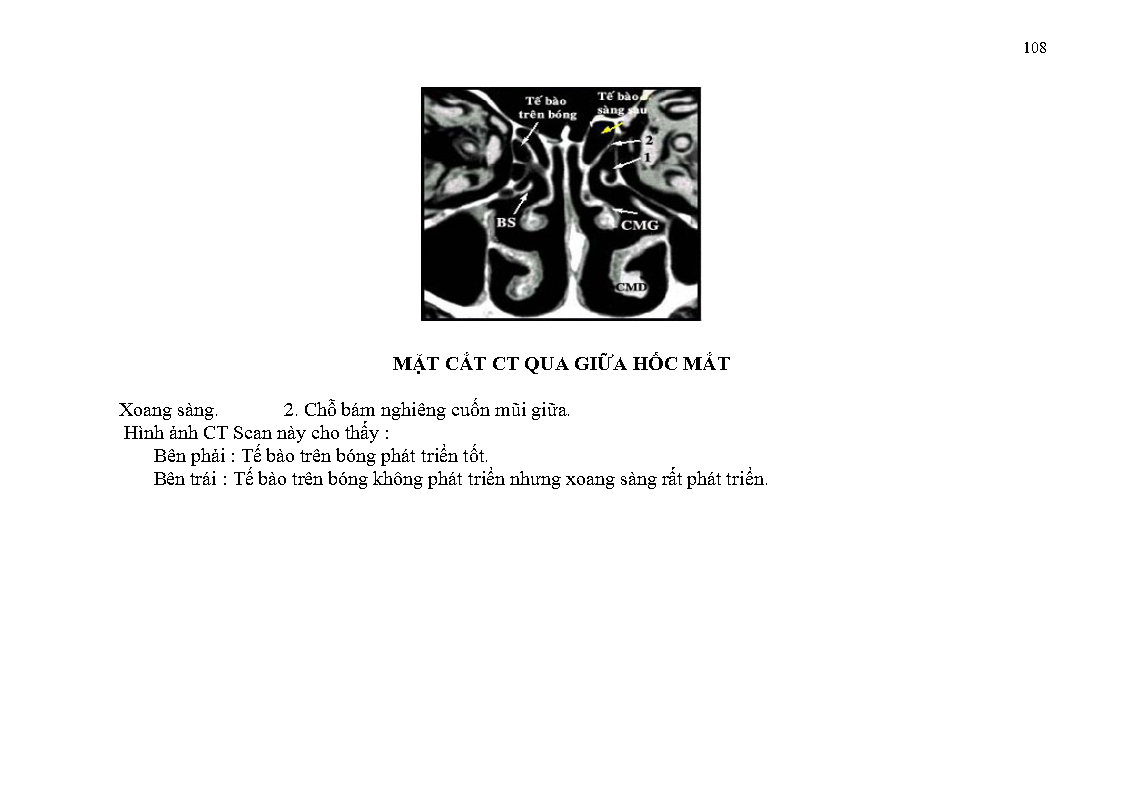 108
Tế bào
trên bóng
Tế bào
sàng sau
2
1
BS
CMG
CMD
MẶT CẮT CT QUA GIỮA HỐC MẮT
Xoang sàng. 2. Chỗ bám nghiêng cuốn mũi giữa.
Hình ảnh CT Scan này cho thấy :
Bên phải : Tế bào trên bóng phát triển tốt.
Bên trái : Tế bào trên bóng không phát triển nhưng xoang sàng rất phát triển.